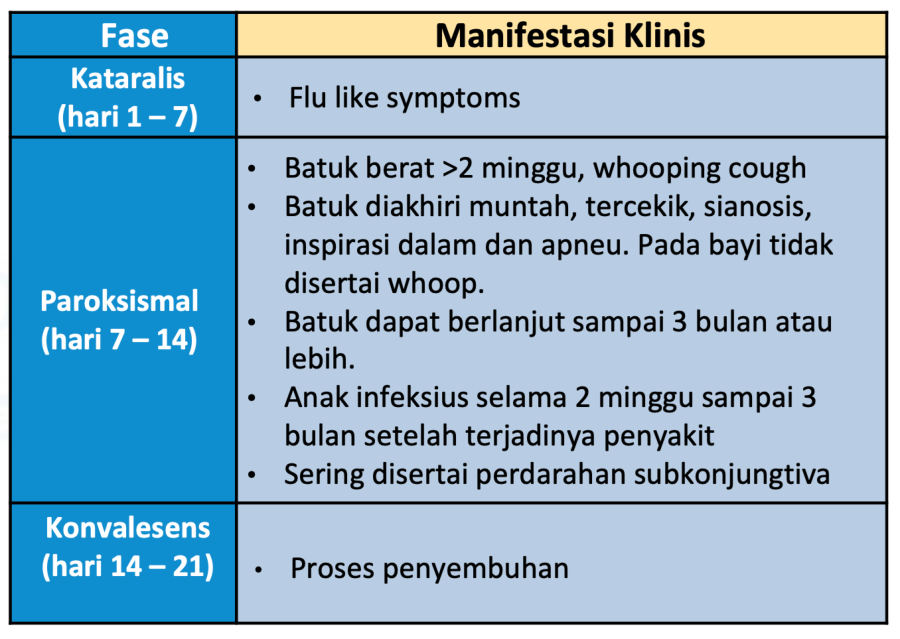 Fase
Manifestasi Klinis
Kataralis
(hari 1 – 7)
• Flu like symptoms
Paroksismal
(hari 7 – 14)
• Batuk berat >2 minggu, whooping cough
• Batuk diakhiri muntah, tercekik, sianosis,
inspirasi dalam dan apneu. Pada bayi tidak
disertai whoop.
• Batuk dapat berlanjut sampai 3 bulan atau
lebih.
• Anak infeksius selama 2 minggu sampai 3
bulan setelah terjadinya penyakit
• Sering disertai perdarahan subkonjungtiva
Konvalesens
(hari 14 – 21)
• Proses penyembuhan